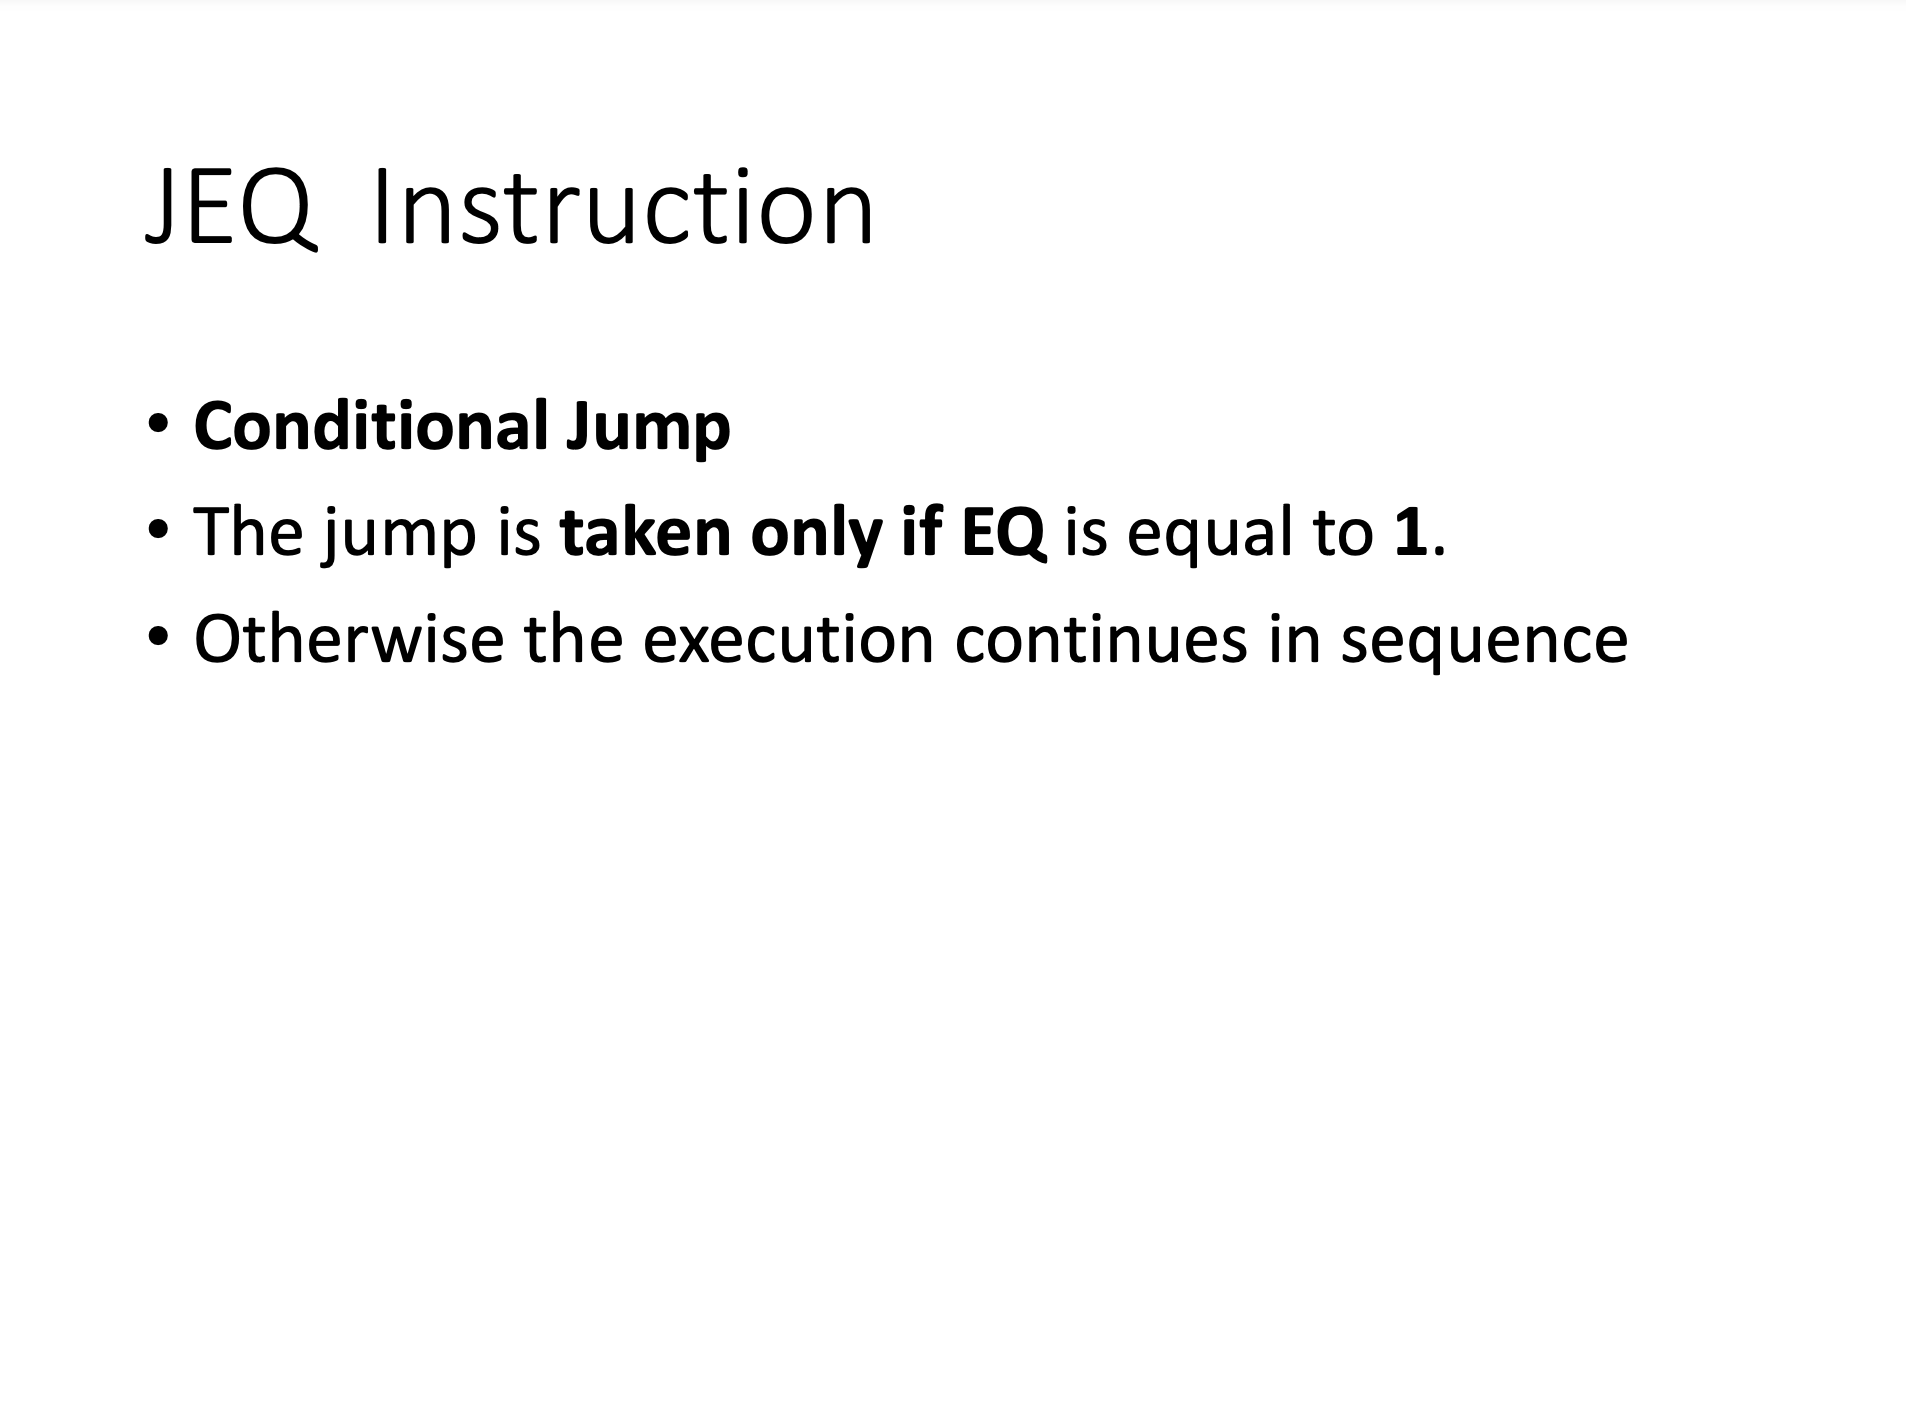 JEQ  Instruction
• Conditional Jump
• The jump is taken only if EQ is equal to 1.
• Otherwise the execution continues in sequence